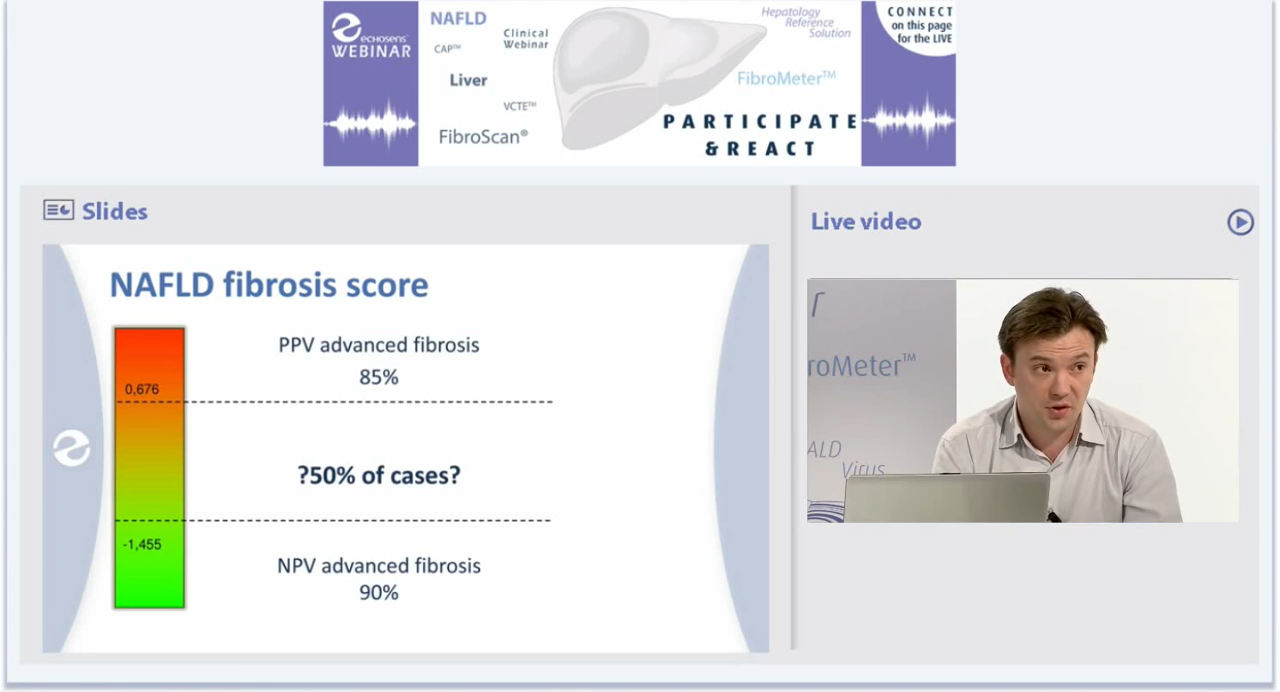 echosens
WEBINAR
NAFLD
CAP™
Clinical
Webinar
Liver
VCTE™
FibroScan®
Hepatology
Reference
Solution
FibroMeter™
PARTICIPATE
& REACT
CONNECT
on this page
for the LIVE
Slides
NAFLD fibrosis score
PPV advanced fibrosis
85%
0,676
?50% of cases?
-1,455
NPV advanced fibrosis
90%
Live video
roMeter™
ALD
Virus